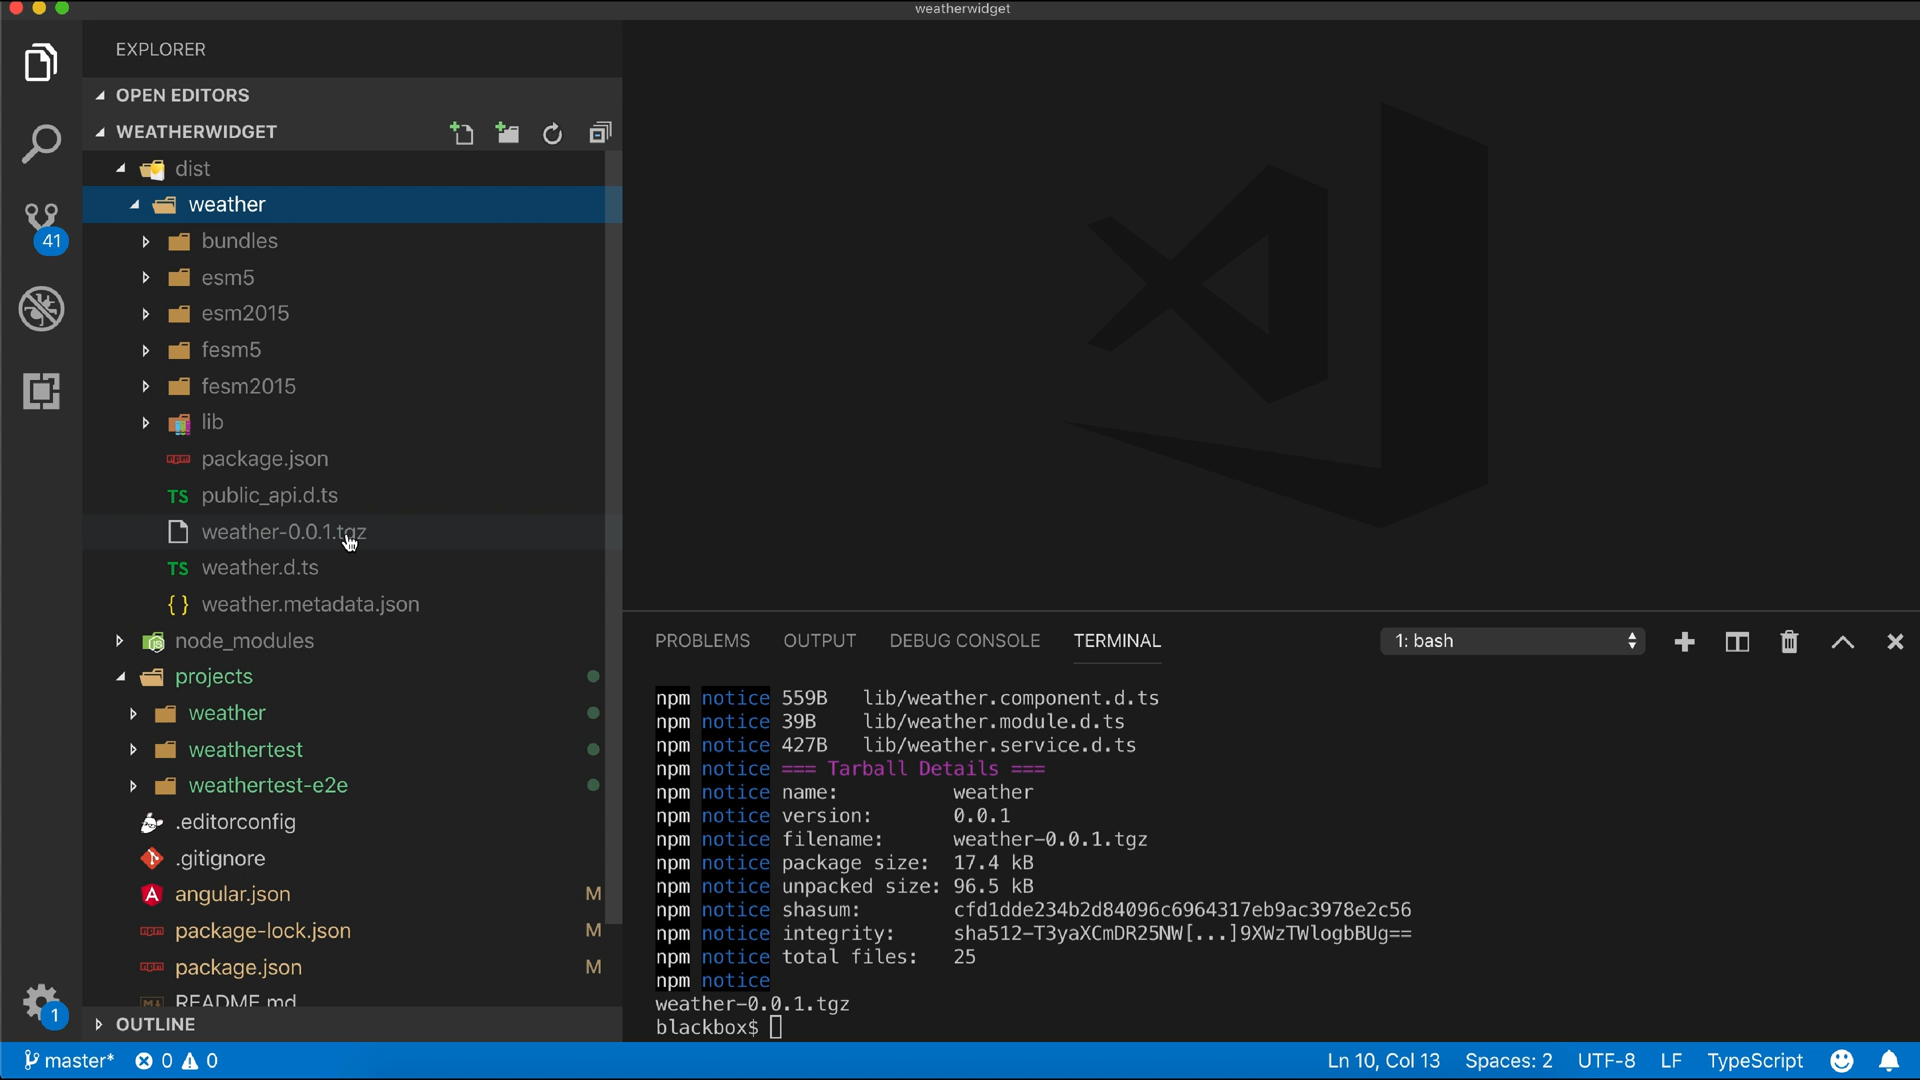 weatherwidget
EXPLORER
OPEN EDITORS
WEATHERWIDGET
dist
weather
bundles
esm5
esm2015
fesm5
fesm2015
lib
package.json
TS public_api.d.ts
weather-0.0.1.tgz
TS weather.d.ts
{ } weather.metadata.json
node_modules
projects
weather
weathertest
weathertest-e2e
.editorconfig
.gitignore
angular.json M
package-lock.json M
package.json M
README.md
OUTLINE
41
1
PROBLEMS OUTPUT DEBUG CONSOLE TERMINAL 1: bash
npm notice 559B lib/weather.component.d.ts
npm notice 39B lib/weather.module.d.ts
npm notice 427B lib/weather.service.d.ts
npm notice === Tarball Details ===
npm notice name: weather
npm notice version: 0.0.1
npm notice filename: weather-0.0.1.tgz
npm notice package size: 17.4 kB
npm notice unpacked size: 96.5 kB
npm notice shasum: cfd1dde234b2d84096c6964317eb9ac3978e2c56
npm notice integrity: sha512-T3yaXCmDR25NW[...]9XWzTWlogbBUg==
npm notice total files: 25
npm notice
weather-0.0.1.tgz
blackbox$
master* 0 0 Ln 10, Col 13 Spaces: 2 UTF-8 LF TypeScript